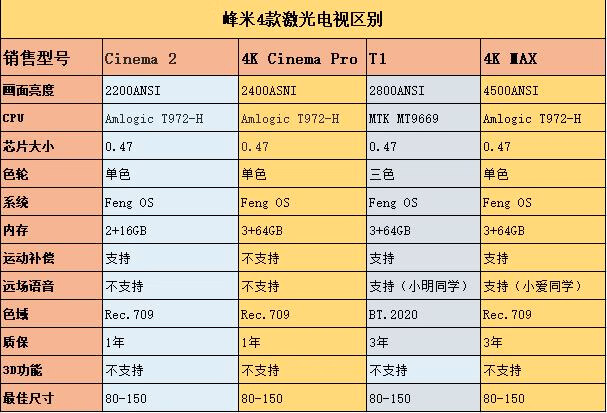 峰米4款激光电视区别
销售型号 Cinema 2 4K Cinema Pro T1 4K MAX
画面亮度 2200ANSI 2400ASNI 2800ANSI 4500ANSI
CPU Amlogic T972-H Amlogic T972-H MTK MT9669 Amlogic T972-H
芯片大小 0.47 0.47 0.47 0.47
色轮 单色 单色 三色 单色
系统 Feng OS Feng OS Feng OS Feng OS
内存 2+16GB 3+64GB 3+64GB 3+64GB
运动补偿 支持 不支持 支持 支持
远场语音 不支持 不支持 支持（小明同学） 支持（小爱同学）
色域 Rec.709 Rec.709 BT.2020 Rec.709
质保 1年 1年 3年 3年
3D功能 不支持 不支持 不支持 不支持
最佳尺寸 80-150 80-150 80-150 80-150